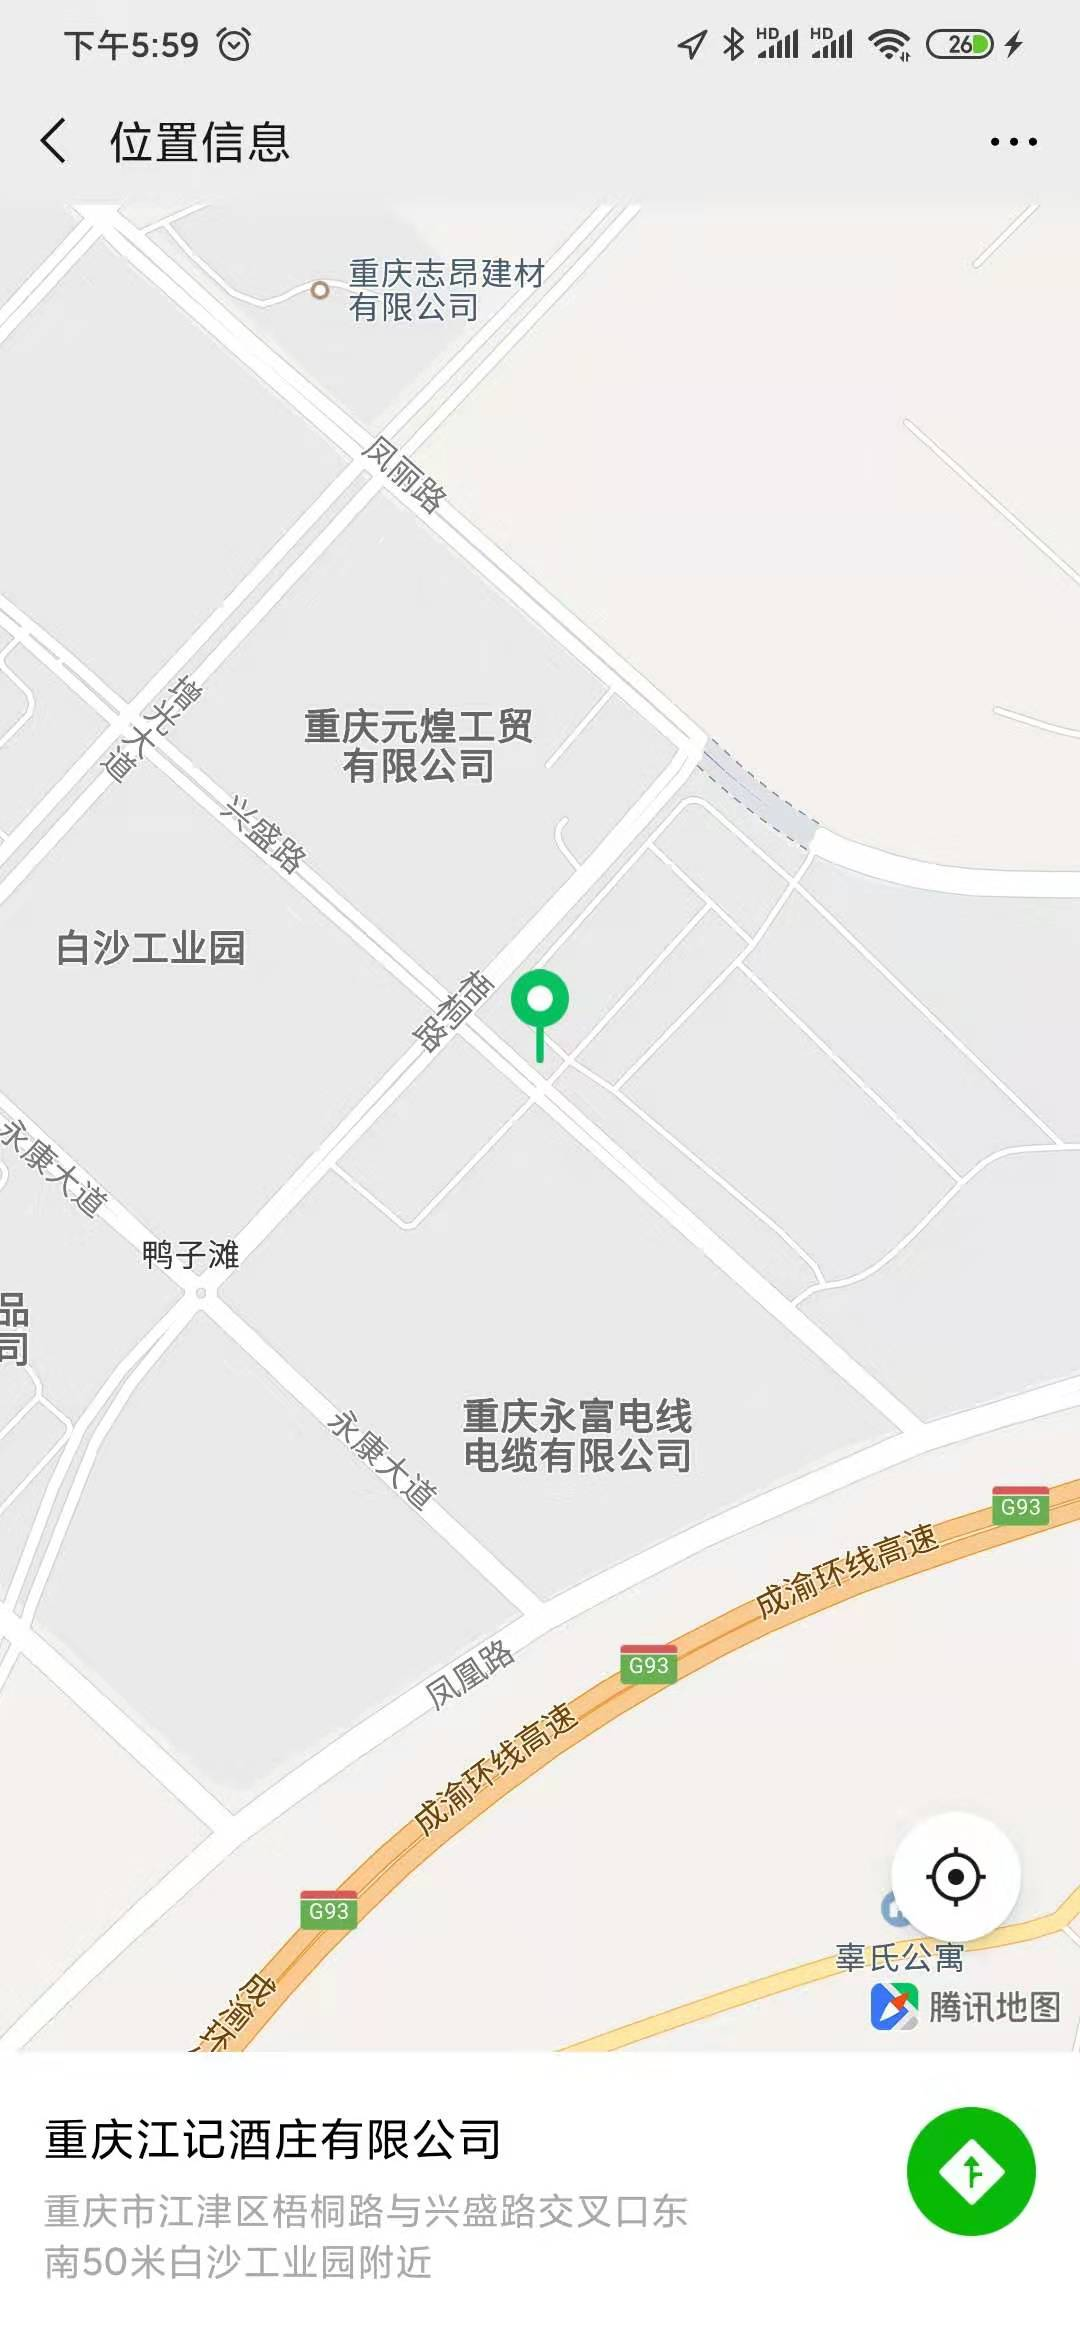 下午5:59
HD
HD
26
位置信息
重庆志昂建材
有限公司
凤丽路
增光大道
重庆元煌工贸
有限公司
兴盛路
白沙工业园
梧桐路
永康大道
鸭子滩
品
司
永康大道
重庆永富电线
电缆有限公司
G93
成渝环线高速
凤凰路
G93
成渝环线高速
G93
成渝环
辜氏公寓
腾讯地图
重庆江记酒庄有限公司
重庆市江津区梧桐路与兴盛路交叉口东
南50米白沙工业园附近